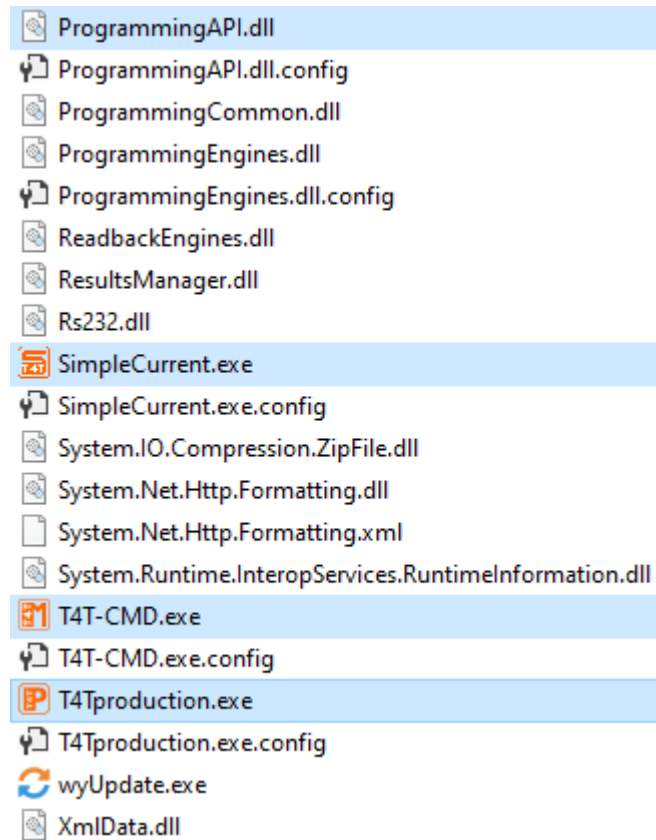 ProgrammingAPI.dll
ProgrammingAPI.dll.config
ProgrammingCommon.dll
ProgrammingEngines.dll
ProgrammingEngines.dll.config
ReadbackEngines.dll
ResultsManager.dll
Rs232.dll
SimpleCurrent.exe
SimpleCurrent.exe.config
System.IO.Compression.ZipFile.dll
System.Net.Http.Formatting.dll
System.Net.Http.Formatting.xml
System.Runtime.InteropServices.RuntimeInformation.dll
T4T-CMD.exe
T4T-CMD.exe.config
T4Tproduction.exe
T4Tproduction.exe.config
wyUpdate.exe
XmlData.dll